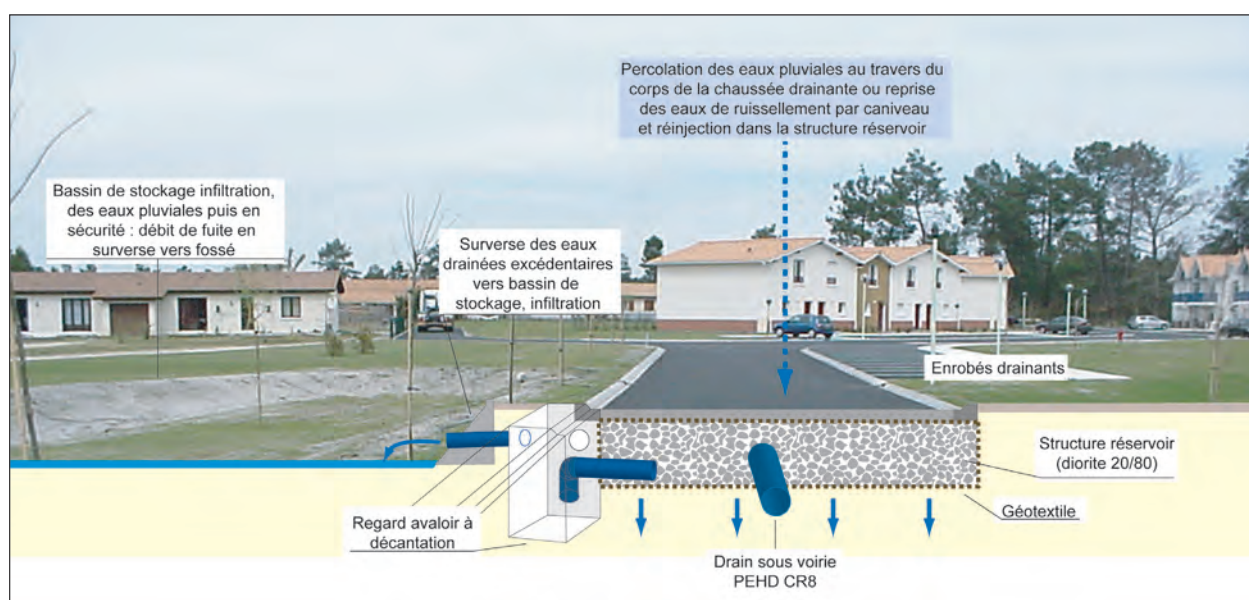 Percolation des eaux pluviales au travers du
corps de la chaussée drainante ou reprise
des eaux de ruissellement par caniveau
et réinjection dans la structure réservoir
Bassin de stockage infiltration,
des eaux pluviales puis en
sécurité : débit de fuite en
surverse vers fossé
Surverse des eaux
drainées excédentaires
vers bassin de
stockage, infiltration
Enrobés drainants
Structure réservoir
(diorite 20/80)
Géotextile
Regard avaloir à
décantation
Drain sous voirie
PEHD CR8